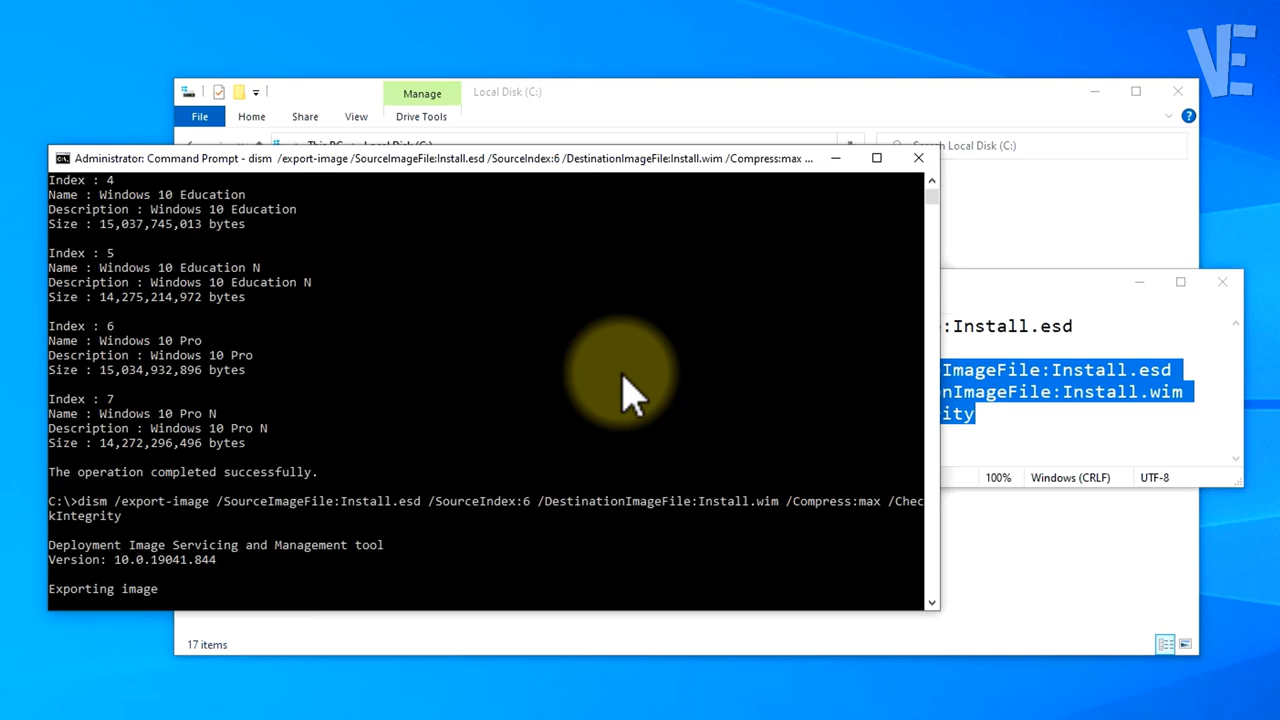 VE
Manage
Local Disk (C:)
File
Home
Share
View
Drive Tools
Search Local Disk (C:)
Administrator: Command Prompt - dism  /export-image /SourceImageFile:Install.esd /SourceIndex:6 /DestinationImageFile:Install.wim /Compress:max ...
Index : 4
Name : Windows 10 Education
Description : Windows 10 Education
Size : 15,037,745,013 bytes
Index : 5
Name : Windows 10 Education N
Description : Windows 10 Education N
Size : 14,275,214,972 bytes
Index : 6
Name : Windows 10 Pro
Description : Windows 10 Pro
Size : 15,034,932,896 bytes
Index : 7
Name : Windows 10 Pro N
Description : Windows 10 Pro N
Size : 14,272,296,496 bytes
The operation completed successfully.
C:\>dism /export-image /SourceImageFile:Install.esd /SourceIndex:6 /DestinationImageFile:Install.wim /Compress:max /Chec
kIntegrity
Deployment Image Servicing and Management tool
Version: 10.0.19041.844
Exporting image
:Install.esd
ImageFile:Install.esd
nImageFile:Install.wim
ity
100%
Windows (CRLF)
UTF-8
17 items